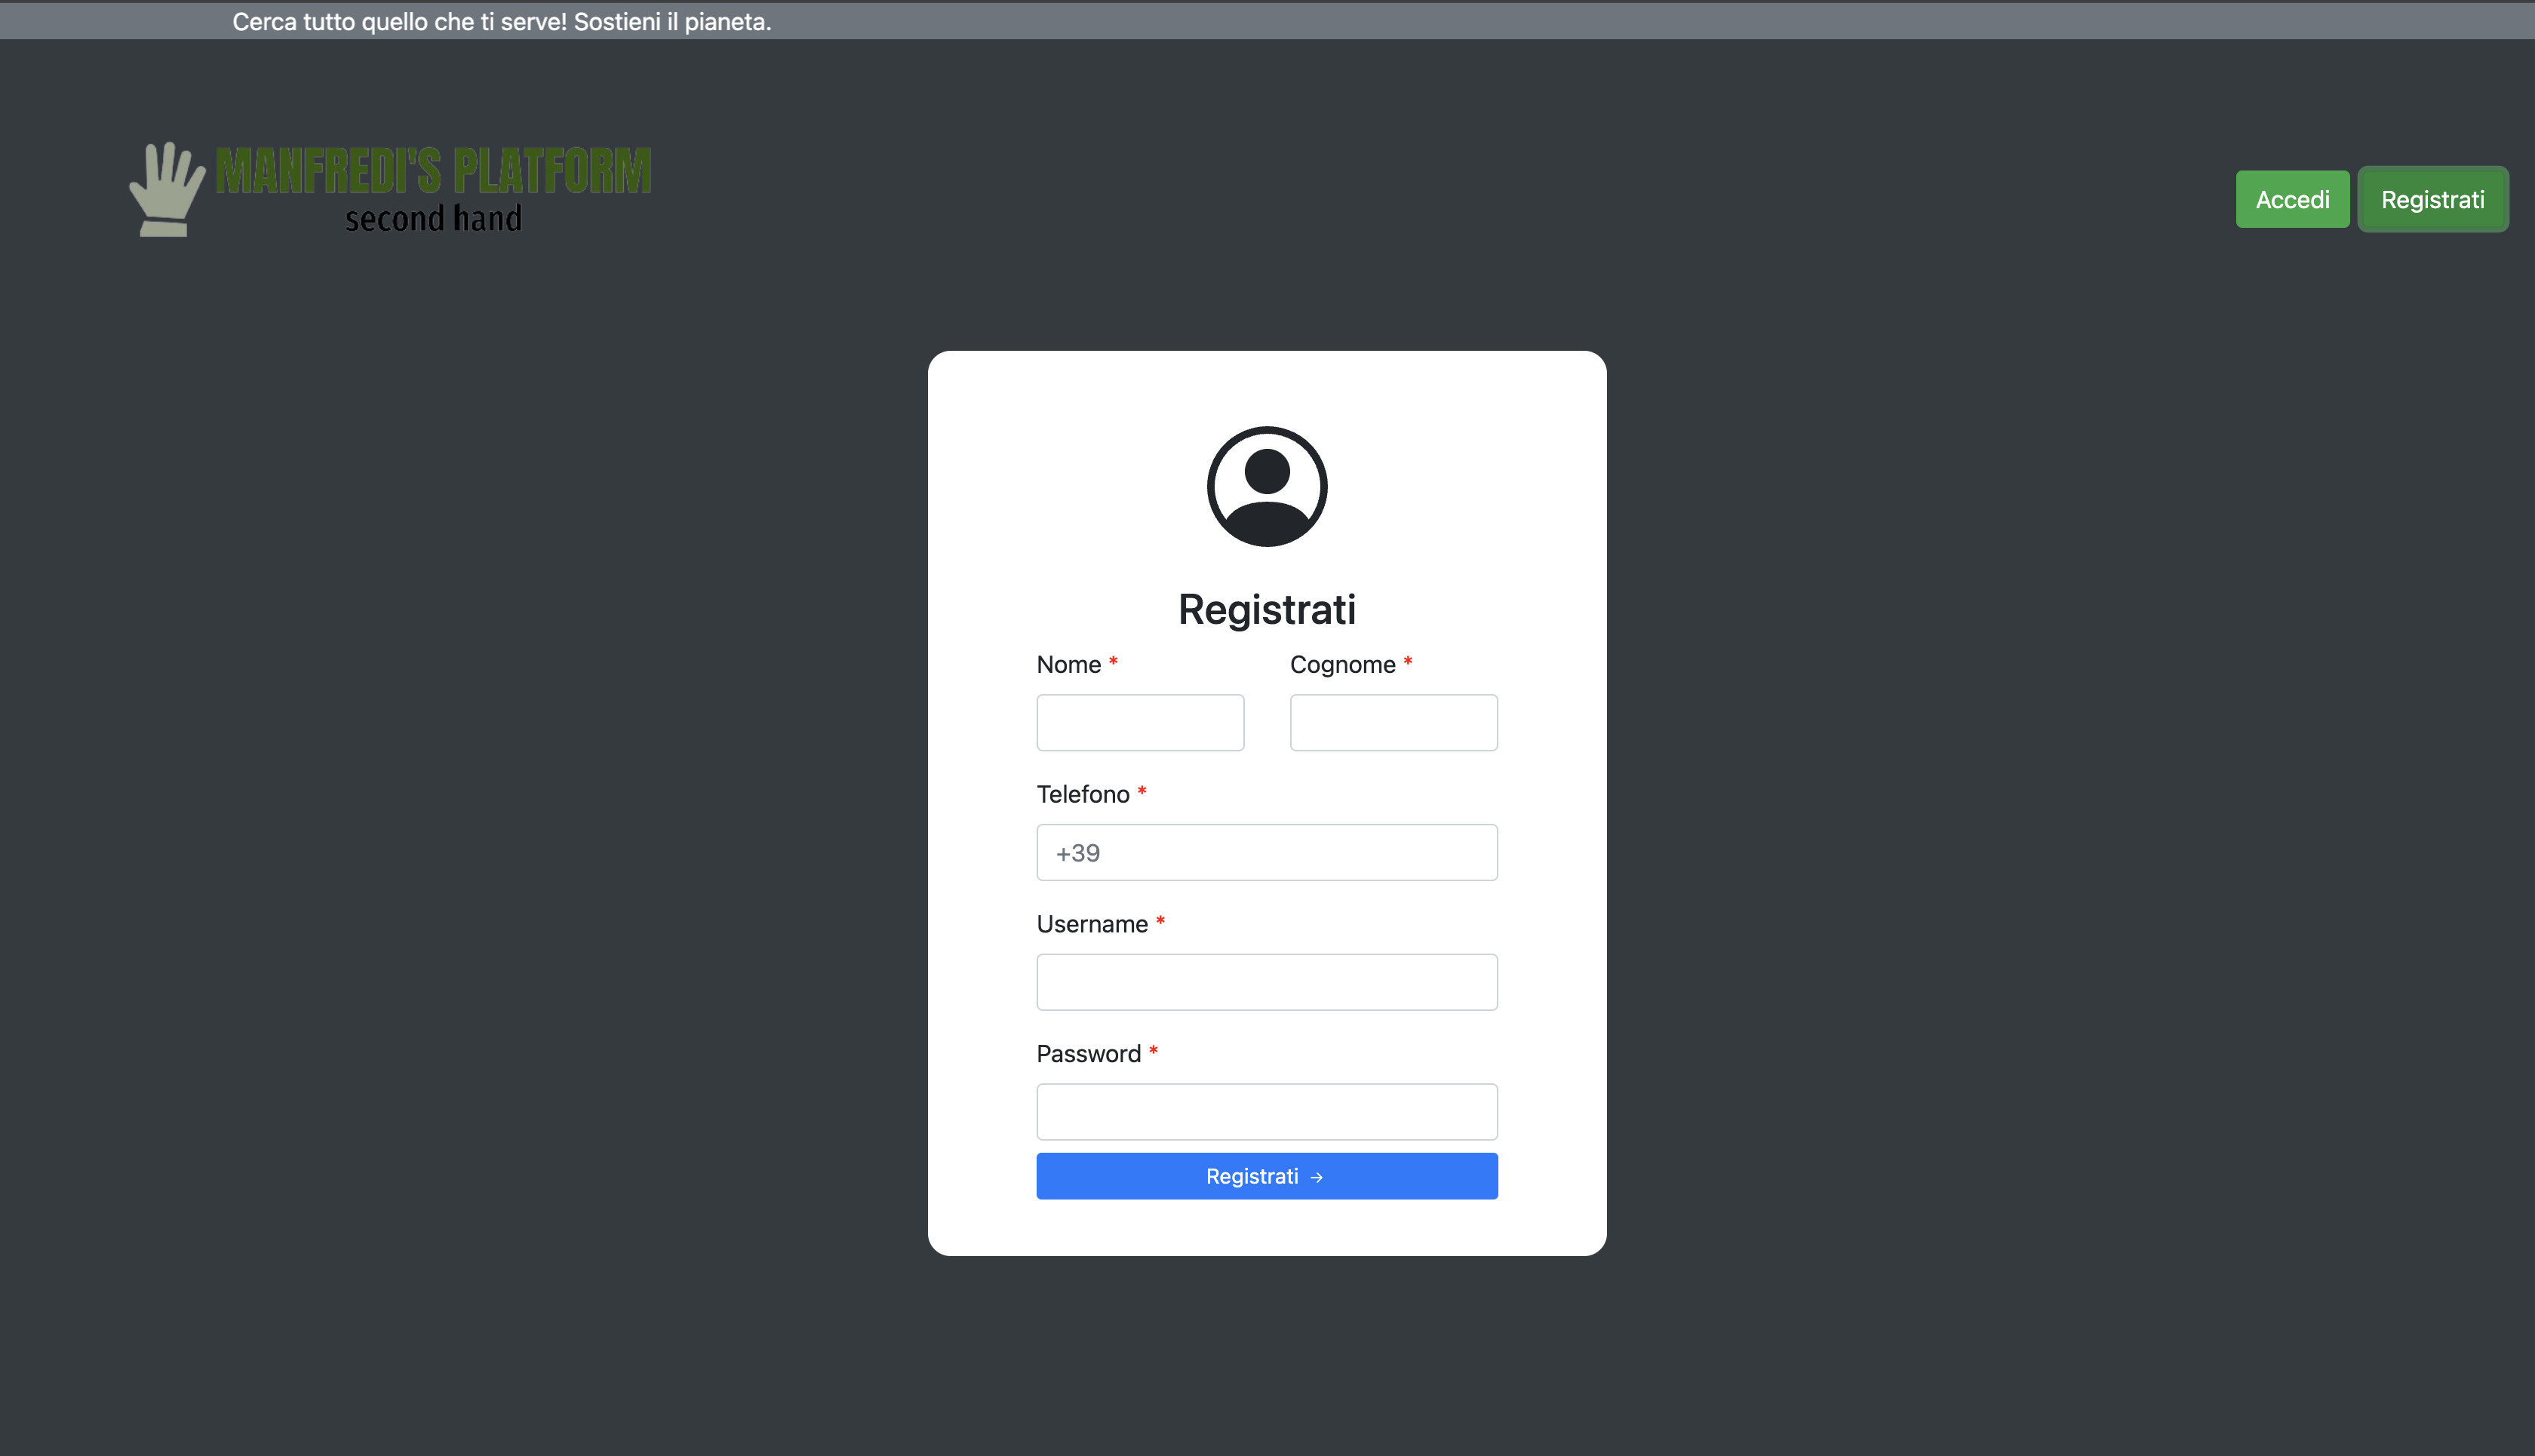 Cerca tutto quello che ti serve! Sostieni il pianeta.
MANFREDI'S PLATFORM
second hand
Accedi
Registrati
Registrati
Nome *
Cognome *
Telefono *
+39
Username *
Password *
Registrati →